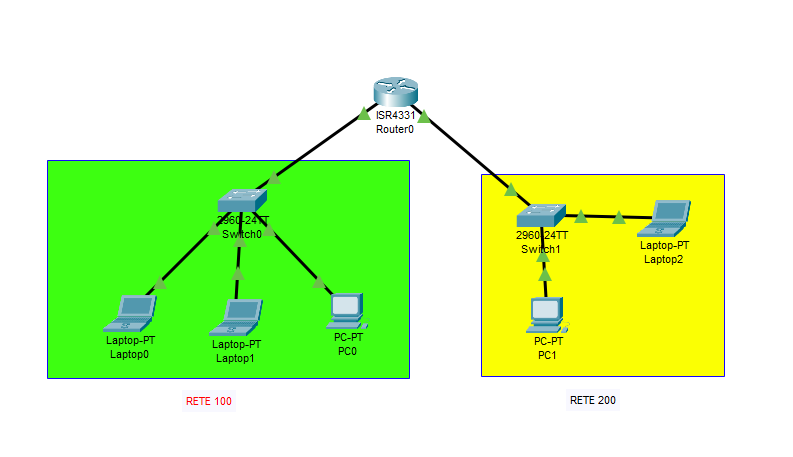 ISR4331
Router0
2960-24TT
Switch0
2960-24TT
Switch1
Laptop-PT
Laptop2
Laptop-PT
Laptop0
Laptop-PT
Laptop1
PC-PT
PC0
PC-PT
PC1
RETE 100
RETE 200